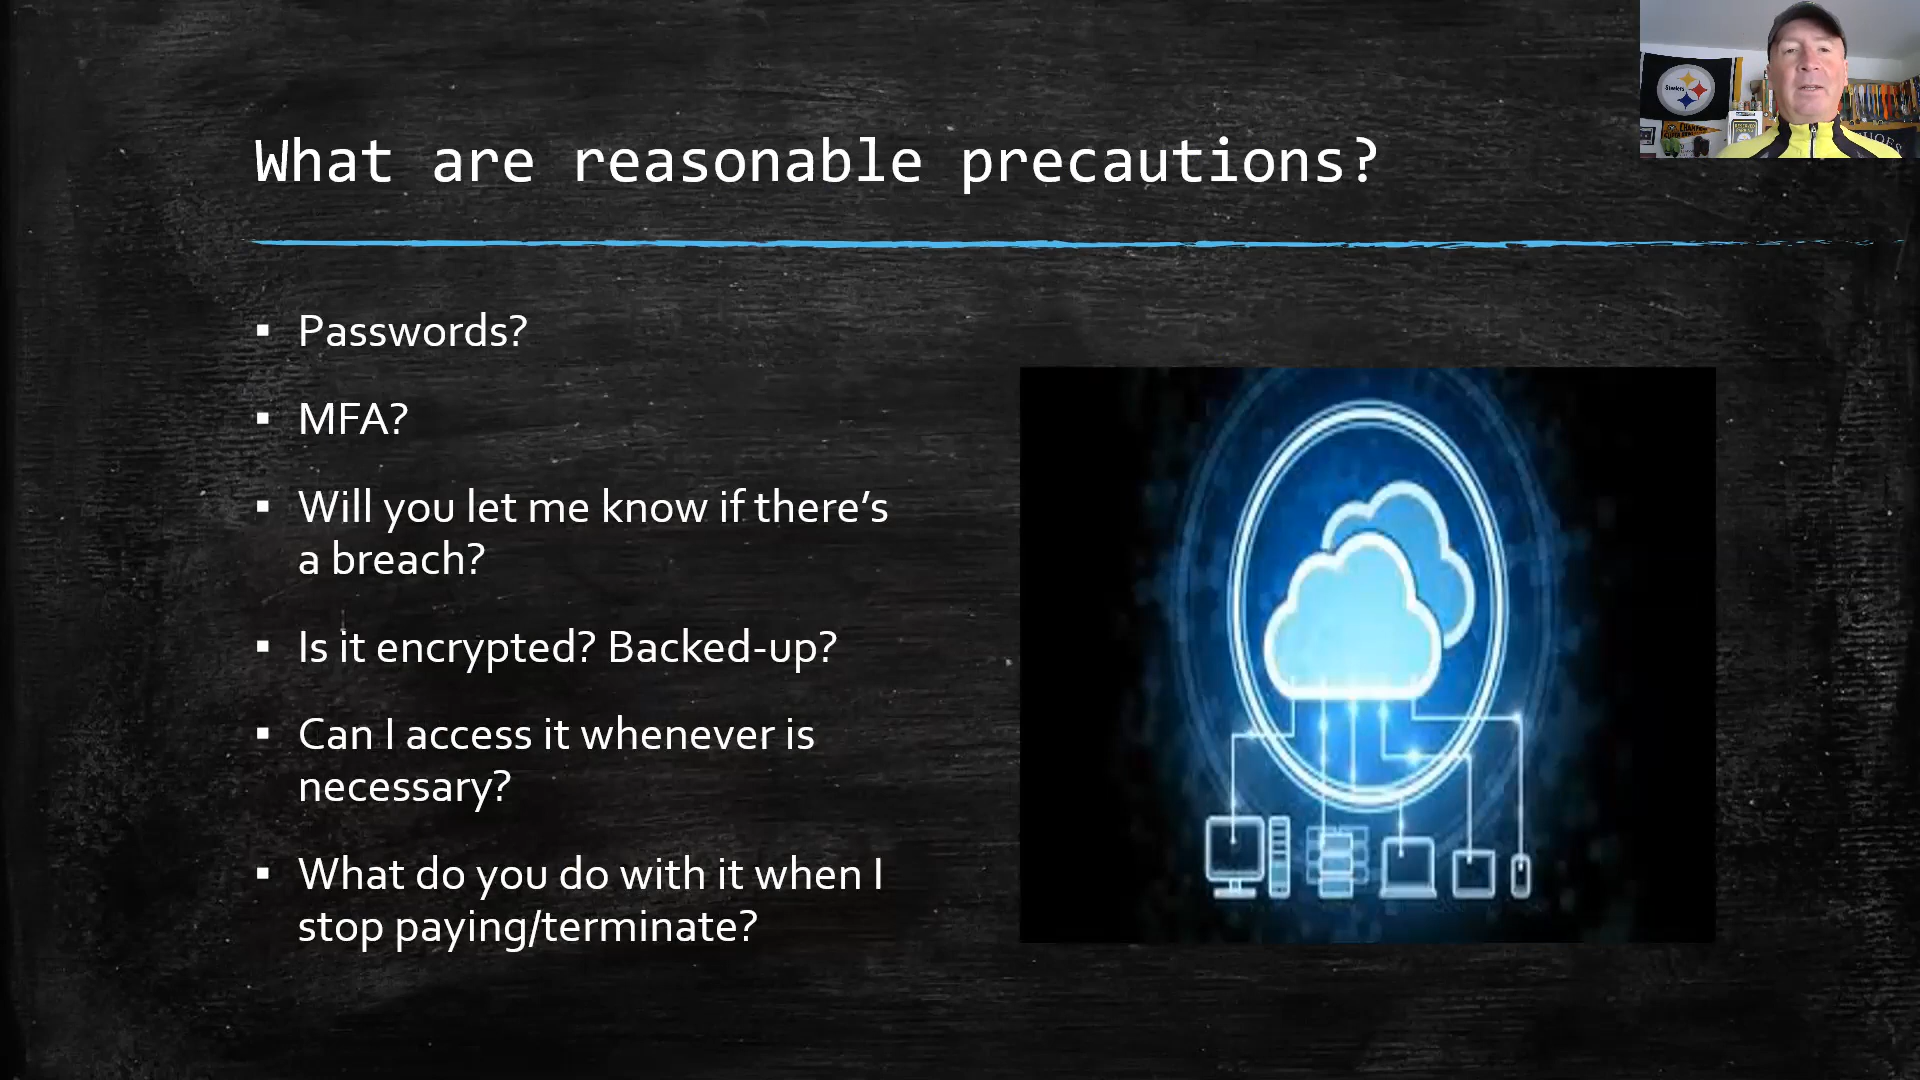 What are reasonable precautions?
▪ Passwords?
▪ MFA?
▪ Will you let me know if there’s
a breach?
▪ Is it encrypted? Backed-up?
▪ Can I access it whenever is
necessary?
▪ What do you do with it when I
stop paying/terminate?
Steelers